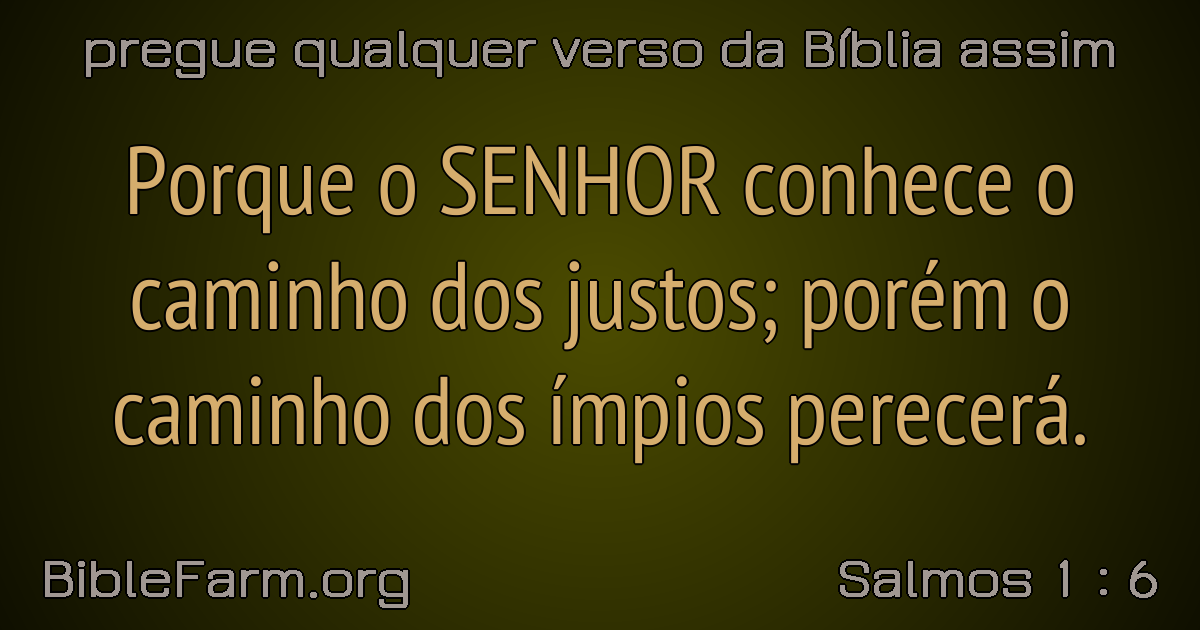 pregue qualquer verso da Bíblia assim
Porque o SENHOR conhece o
caminho dos justos; porém o
caminho dos ímpios perecerá.
BibleFarm.org
Salmos 1 : 6